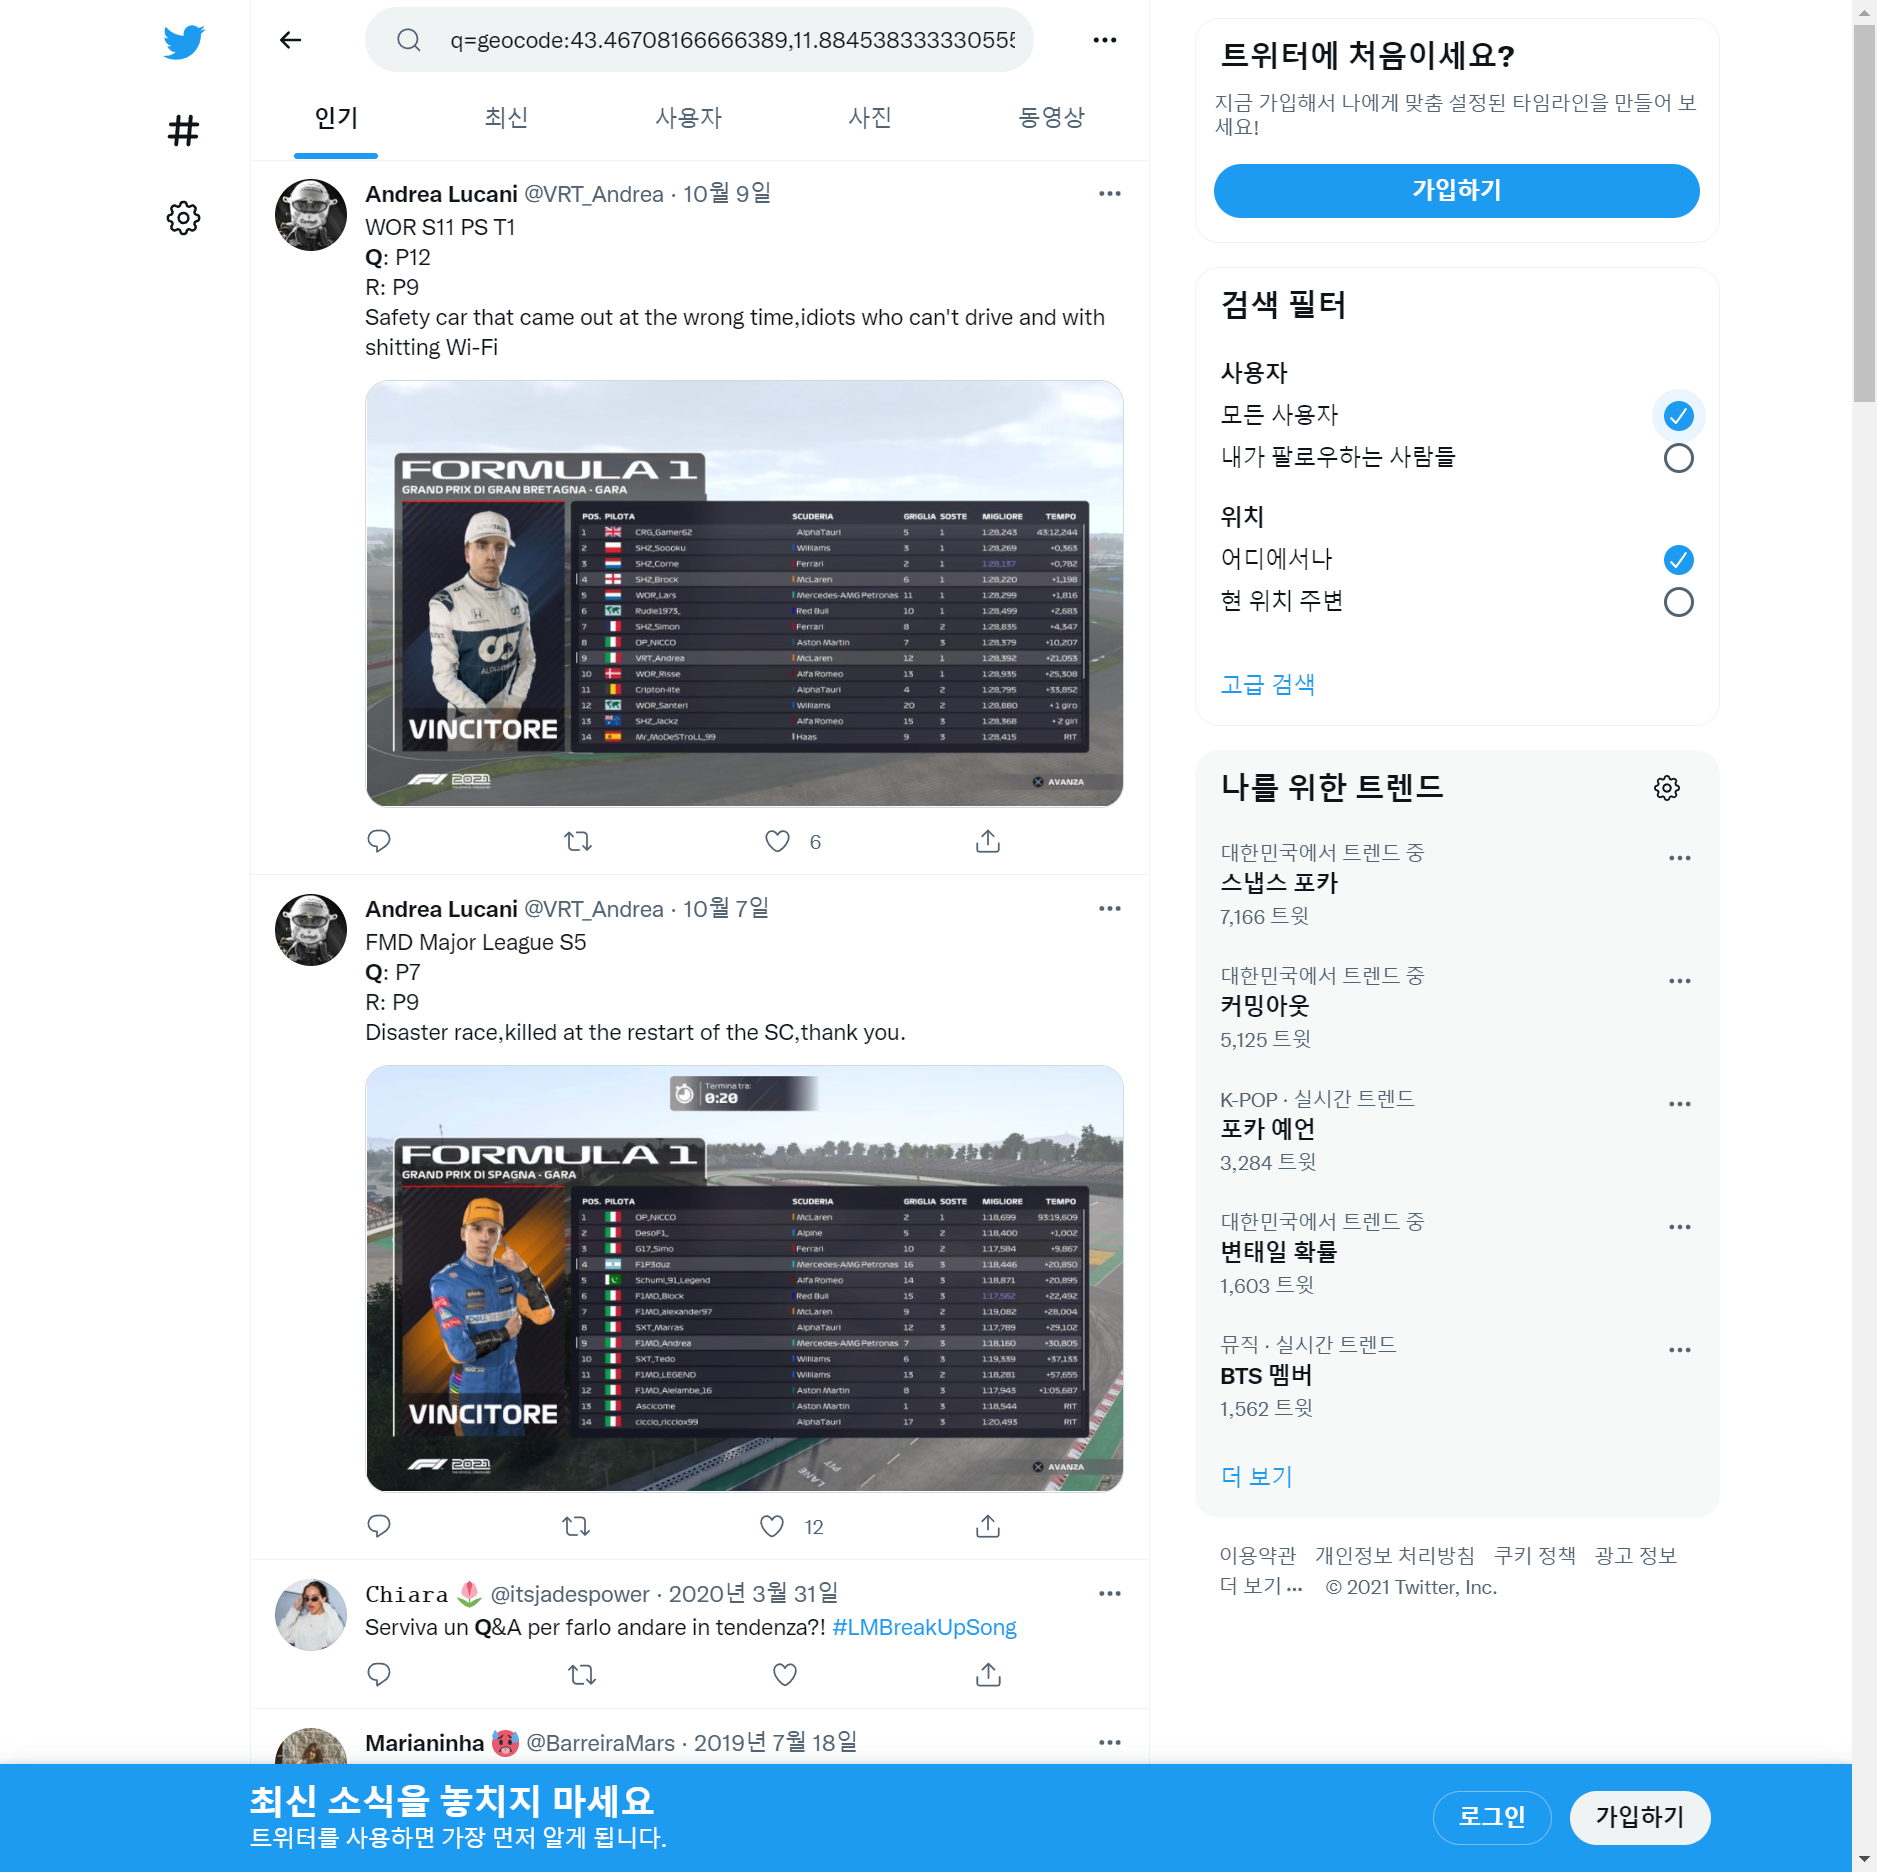 q=geocode:43.46708166666389,11.884538333330555
인기
최신
사용자
사진
동영상
Andrea Lucani @VRT_Andrea · 10월 9일
WOR S11 PS T1
Q: P12
R: P9
Safety car that came out at the wrong time,idiots who can't drive and with
shitting Wi-Fi
FORMULA 1
GRAND PRIX DI GRAN BRETAGNA - GARA
POS. PILOTA SCUDERIA GRIGLIA SOSTE MIGLIORE TEMPO
1 CRG_Gamer62 AlphaTauri 5 1 1:28,243 43:12,244
2 SHZ_Soooku Williams 3 1 1:28,269 +0,363
3 SHZ_Corne Ferrari 2 1 1:28,137 +0,782
4 SHZ_Brock McLaren 6 1 1:28,220 +1,198
5 WOR_Lars Mercedes-AMG Petronas 11 1 1:28,299 +1,816
6 Rudie1973_ Red Bull 10 1 1:28,499 +2,683
7 SHZ_Simon Ferrari 8 2 1:28,835 +4,347
8 OP_NICCO Aston Martin 7 3 1:28,379 +10,207
9 VRT_Andrea McLaren 12 1 1:28,392 +21,053
10 WOR_Risse Alfa Romeo 13 1 1:28,935 +25,308
11 Cripton-lite AlphaTauri 4 2 1:28,795 +33,852
12 WOR_Santeri Williams 20 2 1:28,880 +1 giro
13 SHZ_Jackz Alfa Romeo 15 3 1:28,368 +2 giri
14 Mr_MoDeSTroLL_99 Haas 9 3 1:28,415 RIT
VINCITORE
F1 2021
AVANZA
6
Andrea Lucani @VRT_Andrea · 10월 7일
FMD Major League S5
Q: P7
R: P9
Disaster race,killed at the restart of the SC,thank you.
Termina tra:
0:20
FORMULA 1
GRAND PRIX DI SPAGNA - GARA
POS. PILOTA SCUDERIA GRIGLIA SOSTE MIGLIORE TEMPO
1 OP_NICCO McLaren 2 1 1:18,699 93:19,609
2 DesoF1_ Alpine 5 2 1:18,400 +1,002
3 G17_Simo Ferrari 10 2 1:17,584 +9,867
4 F1P3duz Mercedes-AMG Petronas 16 3 1:18,446 +20,850
5 Schumi_91_Legend Alfa Romeo 14 3 1:18,871 +20,895
6 F1MD_Block Red Bull 15 3 1:17,562 +22,492
7 F1MD_alexander97 McLaren 9 2 1:19,082 +28,004
8 SXT_Marras AlphaTauri 12 3 1:17,789 +29,102
9 F1MD_Andrea Mercedes-AMG Petronas 7 3 1:18,160 +30,805
10 SXT_Tedo Williams 6 3 1:19,339 +37,133
11 F1MD_LEGEND Williams 13 2 1:18,281 +57,655
12 F1MD_Alelambe_16 Aston Martin 8 3 1:17,943 +1:05,687
13 Ascicome Aston Martin 1 3 1:18,544 RIT
14 ciccio_ricciox99 AlphaTauri 17 3 1:20,493 RIT
VINCITORE
PIT
LANE
F1 2021
AVANZA
12
Chiara @itsjadespower · 2020년 3월 31일
Serviva un Q&A per farlo andare in tendenza?! #LMBreakUpSong
Marianinha @BarreiraMars · 2019년 7월 18일
트위터에 처음이세요?
지금 가입해서 나에게 맞춤 설정된 타임라인을 만들어 보
세요!
가입하기
검색 필터
사용자
모든 사용자
내가 팔로우하는 사람들
위치
어디에서나
현 위치 주변
고급 검색
나를 위한 트렌드
대한민국에서 트렌드 중
스냅스 포카
7,166 트윗
대한민국에서 트렌드 중
커밍아웃
5,125 트윗
K-POP · 실시간 트렌드
포카 예언
3,284 트윗
대한민국에서 트렌드 중
변태일 확률
1,603 트윗
뮤직 · 실시간 트렌드
BTS 멤버
1,562 트윗
더 보기
이용약관 개인정보 처리방침 쿠키 정책 광고 정보
더 보기 ··· © 2021 Twitter, Inc.
최신 소식을 놓치지 마세요
트위터를 사용하면 가장 먼저 알게 됩니다.
로그인
가입하기